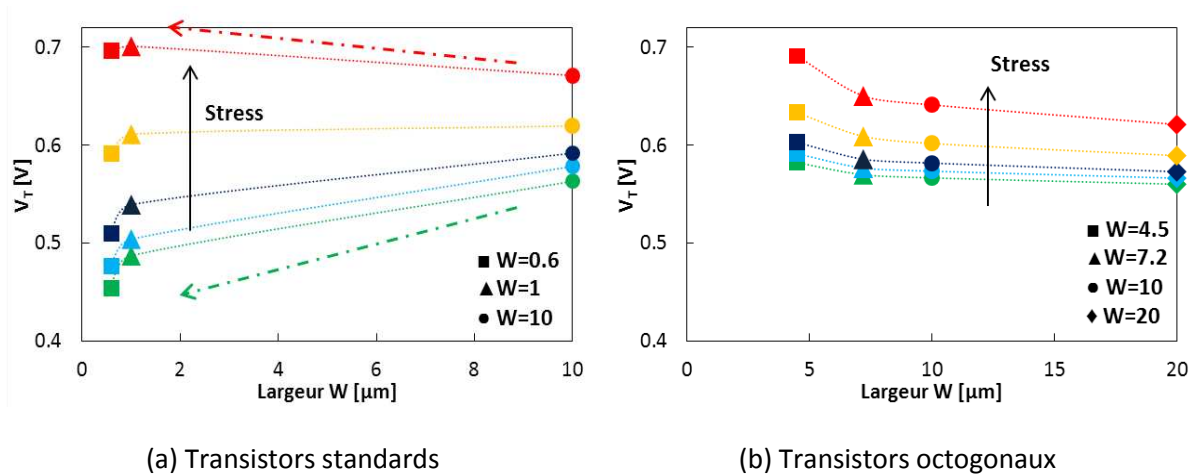 0.7
0.6
0.5
0.4
V_T [V]
Stress
W=0.6
W=1
W=10
0 2 4 6 8 10
Largeur W [µm]
(a) Transistors standards
0.7
0.6
0.5
0.4
V_T [V]
Stress
W=4.5
W=7.2
W=10
W=20
0 5 10 15 20
Largeur W [µm]
(b) Transistors octogonaux